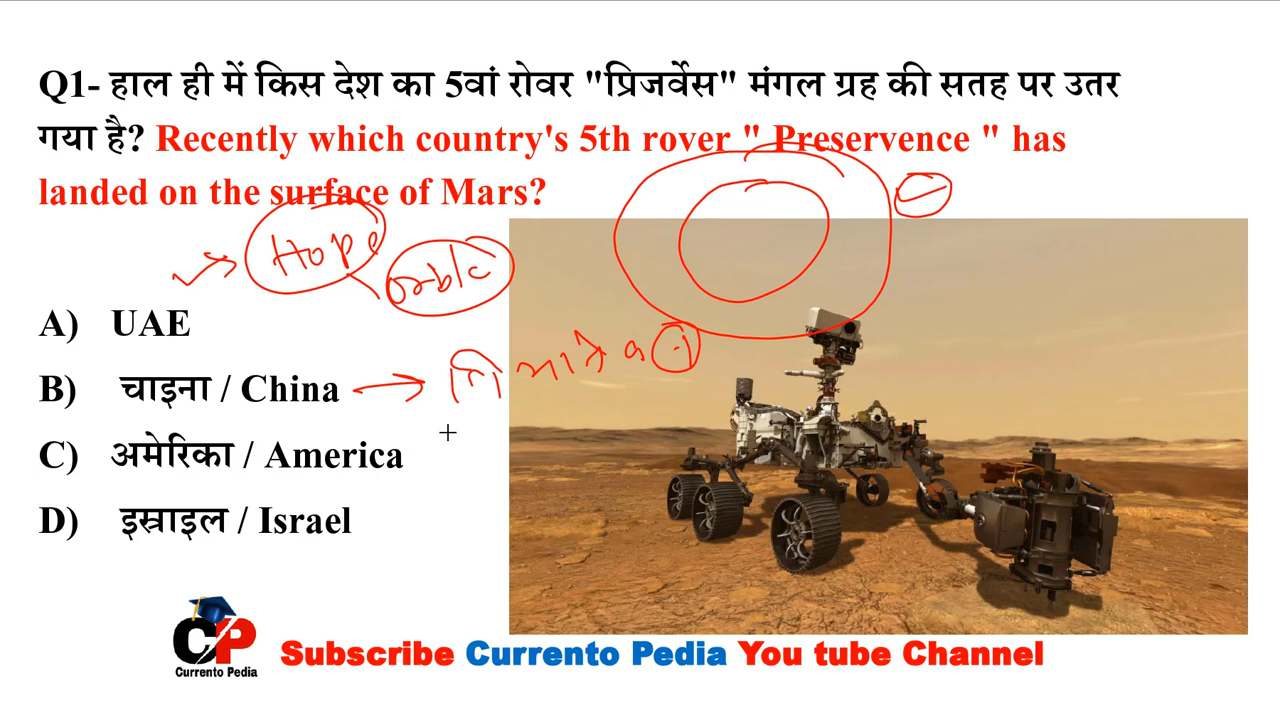 Q1- हाल ही में किस देश का 5वां रोवर "प्रिजर्वेस" मंगल ग्रह की सतह पर उतर
गया है? Recently which country's 5th rover " Preservence " has
landed on the surface of Mars?
Hope
A) UAE
B) चाइना / China
C) अमेरिका / America
D) इस्राइल / Israel
CP
Currento Pedia
Subscribe Currento Pedia You tube Channel